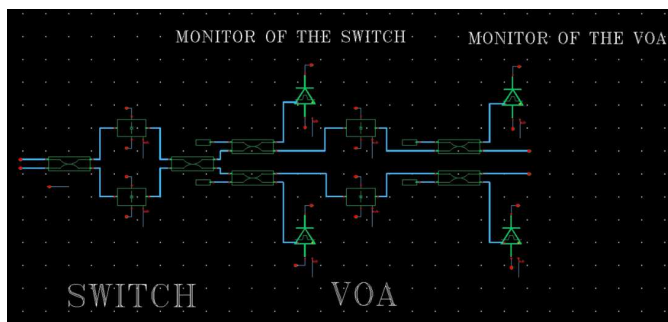 MONITOR OF THE SWITCH
MONITOR OF THE VOA
SWITCH
VOA